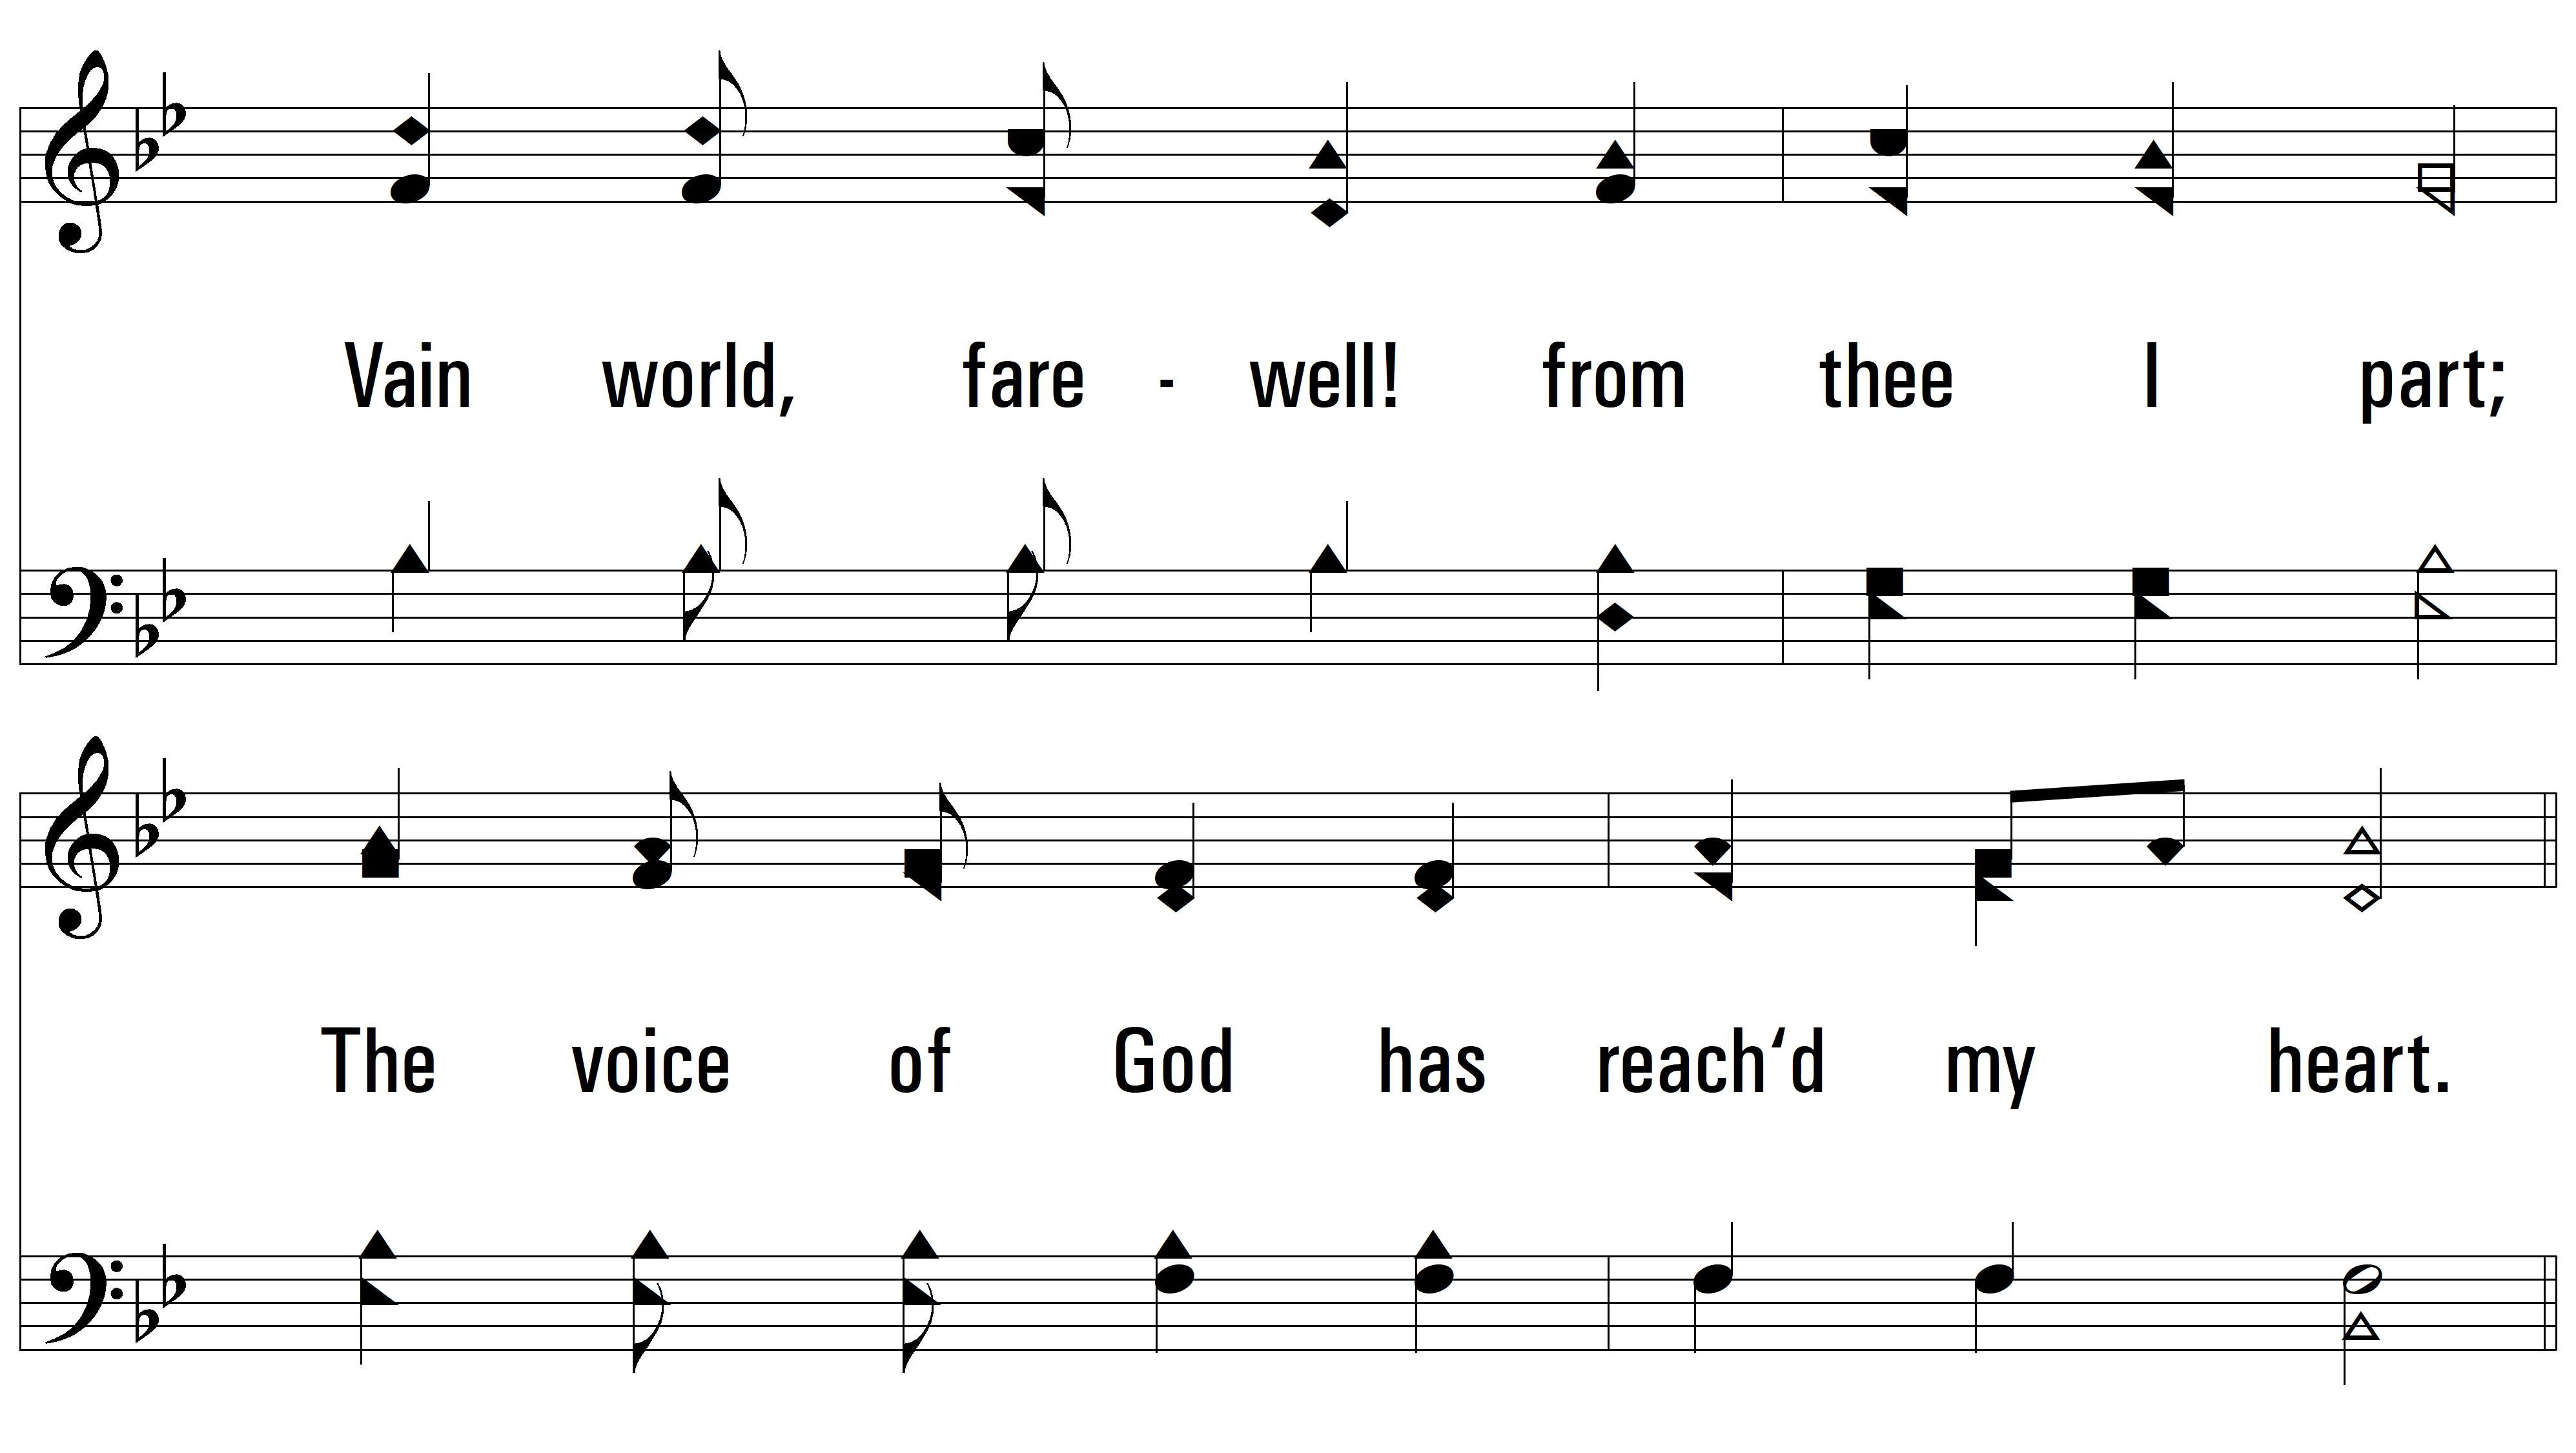 Vain world, fare - well! from thee I part;
The voice of God has reach‘d my heart.